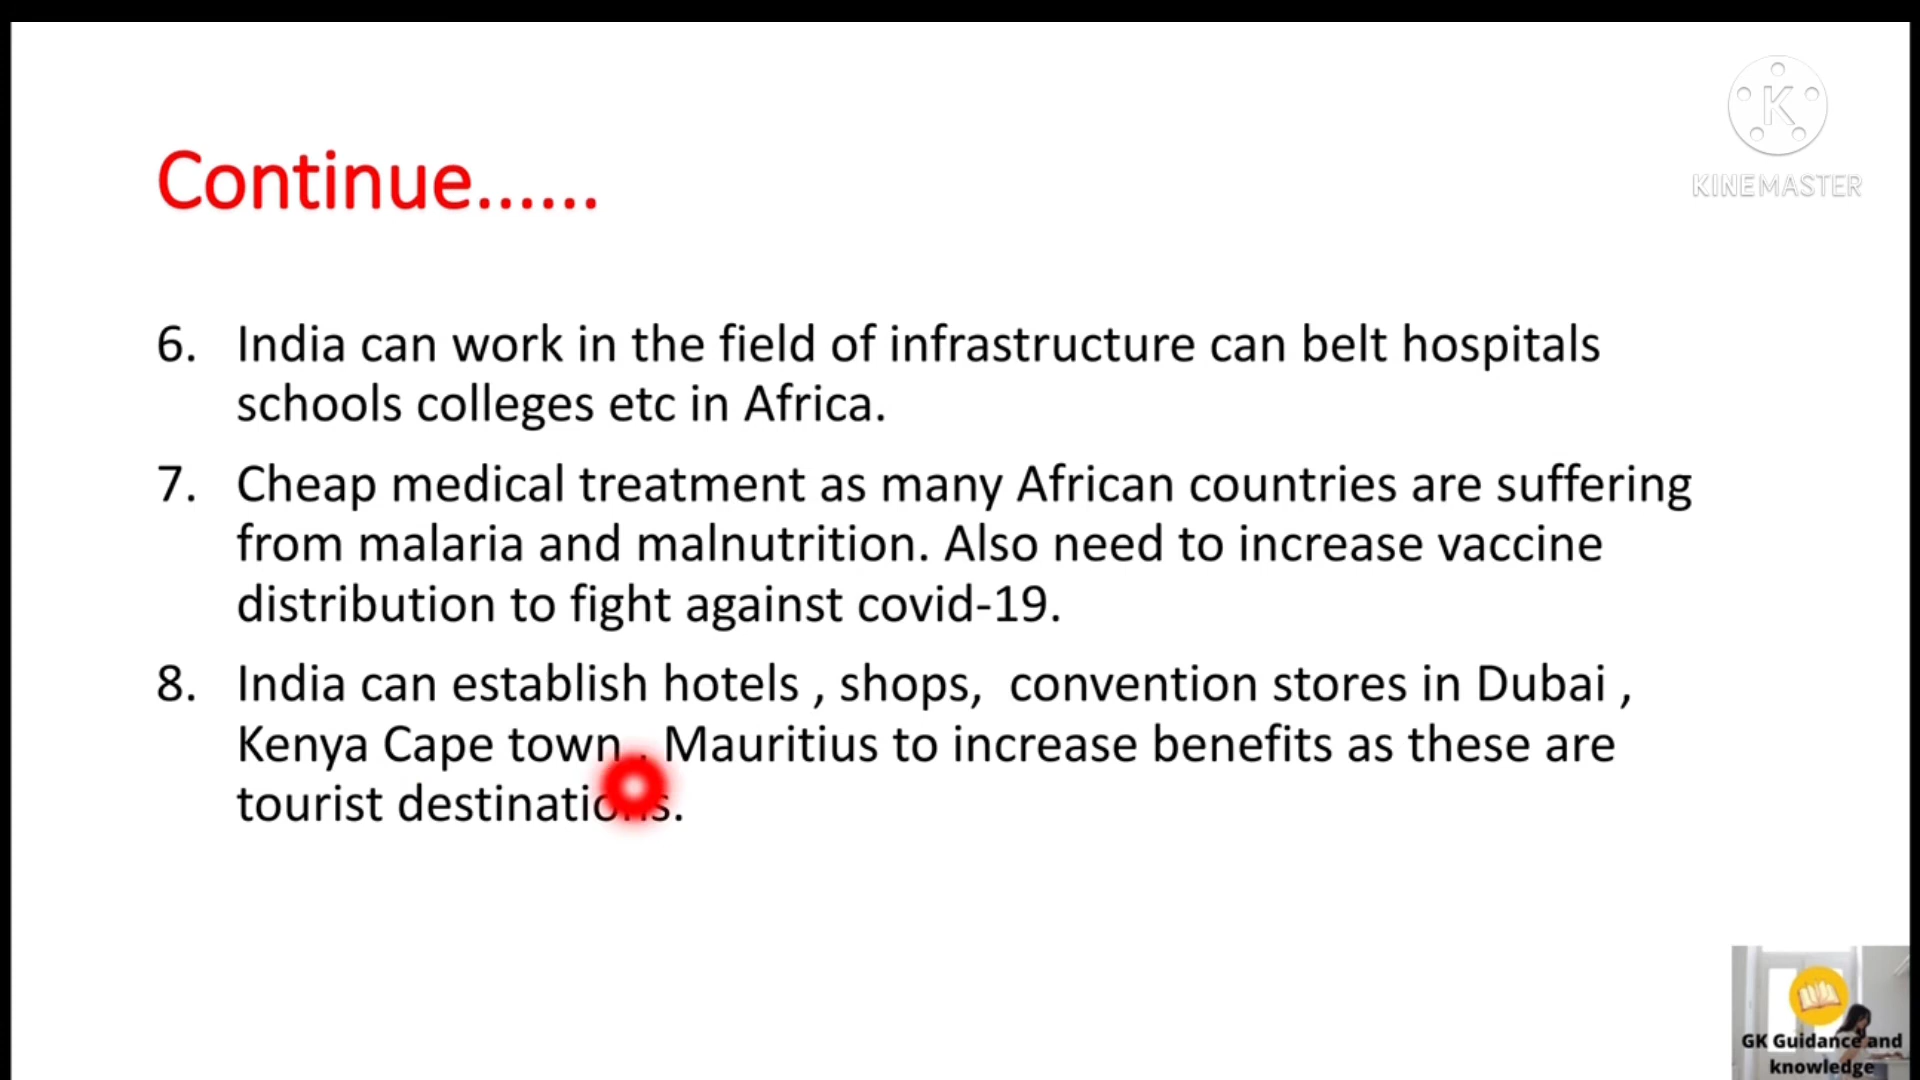 K
KINEMASTER
Continue......
6. India can work in the field of infrastructure can belt hospitals
schools colleges etc in Africa.
7. Cheap medical treatment as many African countries are suffering
from malaria and malnutrition. Also need to increase vaccine
distribution to fight against covid-19.
8. India can establish hotels , shops,  convention stores in Dubai ,
Kenya Cape town , Mauritius to increase benefits as these are
tourist destinations.
GK Guidance and
knowledge